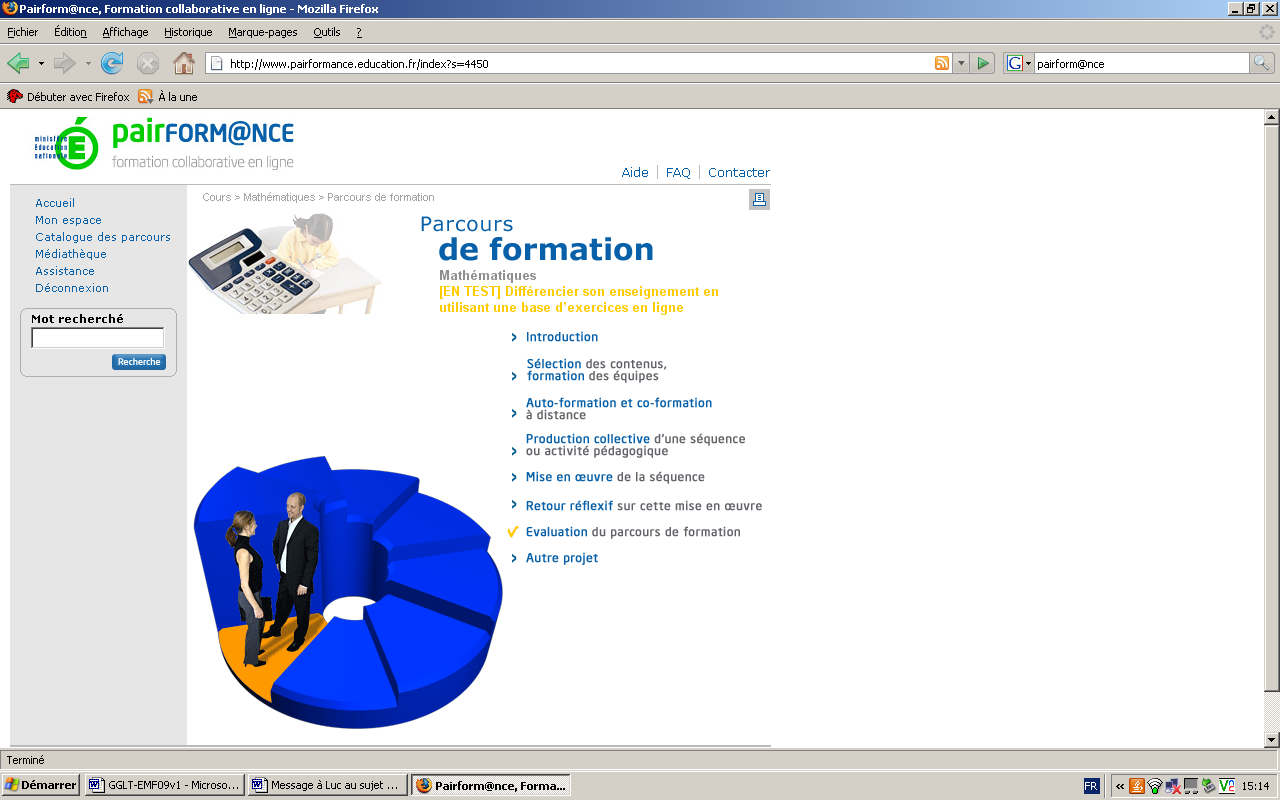 Pairform@nce, Formation collaborative en ligne - Mozilla Firefox
Fichier Édition Affichage Historique Marque-pages Outils ?
http://www.pairformance.education.fr/index?s=4450
G pairform@nce
Débuter avec Firefox À la une
ministère
éducation
nationale
É
pairFORM@NCE
formation collaborative en ligne
Aide FAQ Contacter
Accueil
Mon espace
Catalogue des parcours
Médiathèque
Assistance
Déconnexion
Mot recherché
Recherche
Cours > Mathématiques > Parcours de formation
Parcours
de formation
Mathématiques
[EN TEST] Différencier son enseignement en
utilisant une base d'exercices en ligne
Introduction
Sélection des contenus,
formation des équipes
Auto-formation et co-formation
à distance
Production collective d'une séquence
ou activité pédagogique
Mise en œuvre de la séquence
Retour réflexif sur cette mise en œuvre
Evaluation du parcours de formation
Autre projet
Terminé
Démarrer GGLT-EMF09v1 - Microso... Message à Luc au sujet ... Pairform@nce, Forma... FR « 15:14